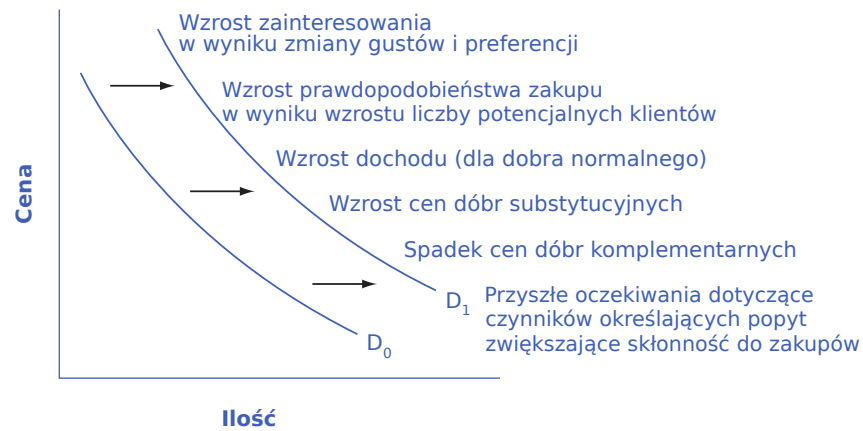 Wzrost zainteresowania
w wyniku zmiany gustów i preferencji
Wzrost prawdopodobieństwa zakupu
w wyniku wzrostu liczby potencjalnych klientów
Wzrost dochodu (dla dobra normalnego)
Wzrost cen dóbr substytucyjnych
Spadek cen dóbr komplementarnych
Przyszłe oczekiwania dotyczące
czynników określających popyt
zwiększające skłonność do zakupów
D1
D0
Cena
Ilość